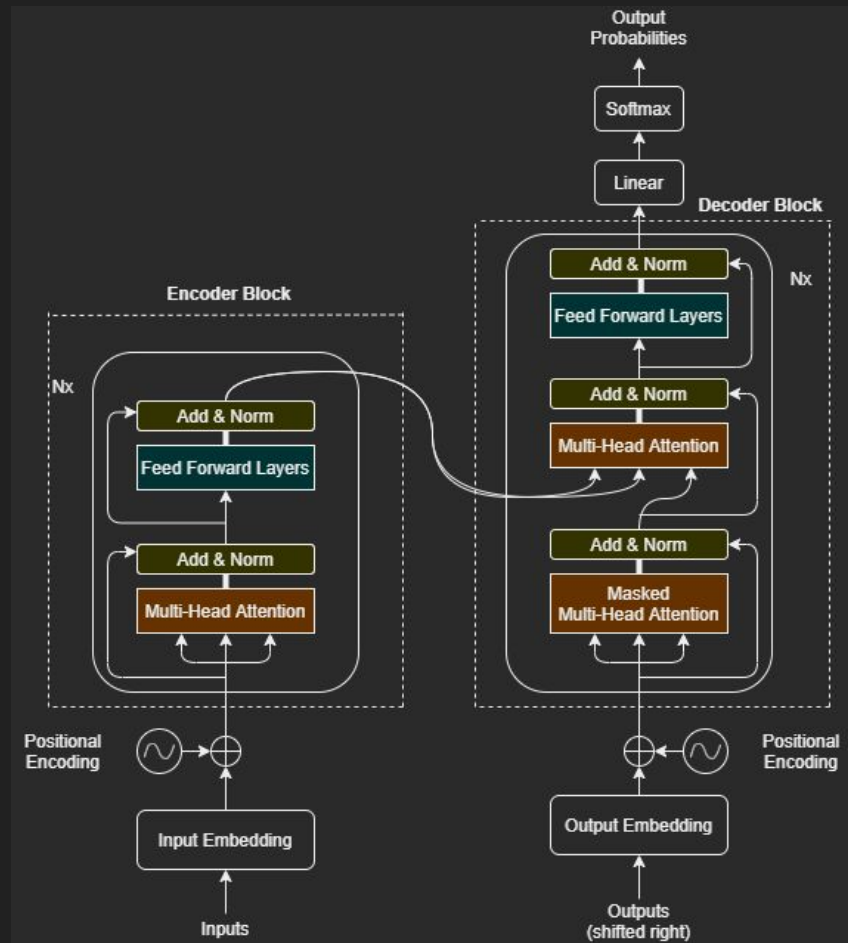 Output
Probabilities
Softmax
Linear
Decoder Block
Add & Norm
Nx
Feed Forward Layers
Add & Norm
Multi-Head Attention
Add & Norm
Masked
Multi-Head Attention
Positional
Encoding
Output Embedding
Outputs
(shifted right)
Encoder Block
Nx
Add & Norm
Feed Forward Layers
Add & Norm
Multi-Head Attention
Positional
Encoding
Input Embedding
Inputs